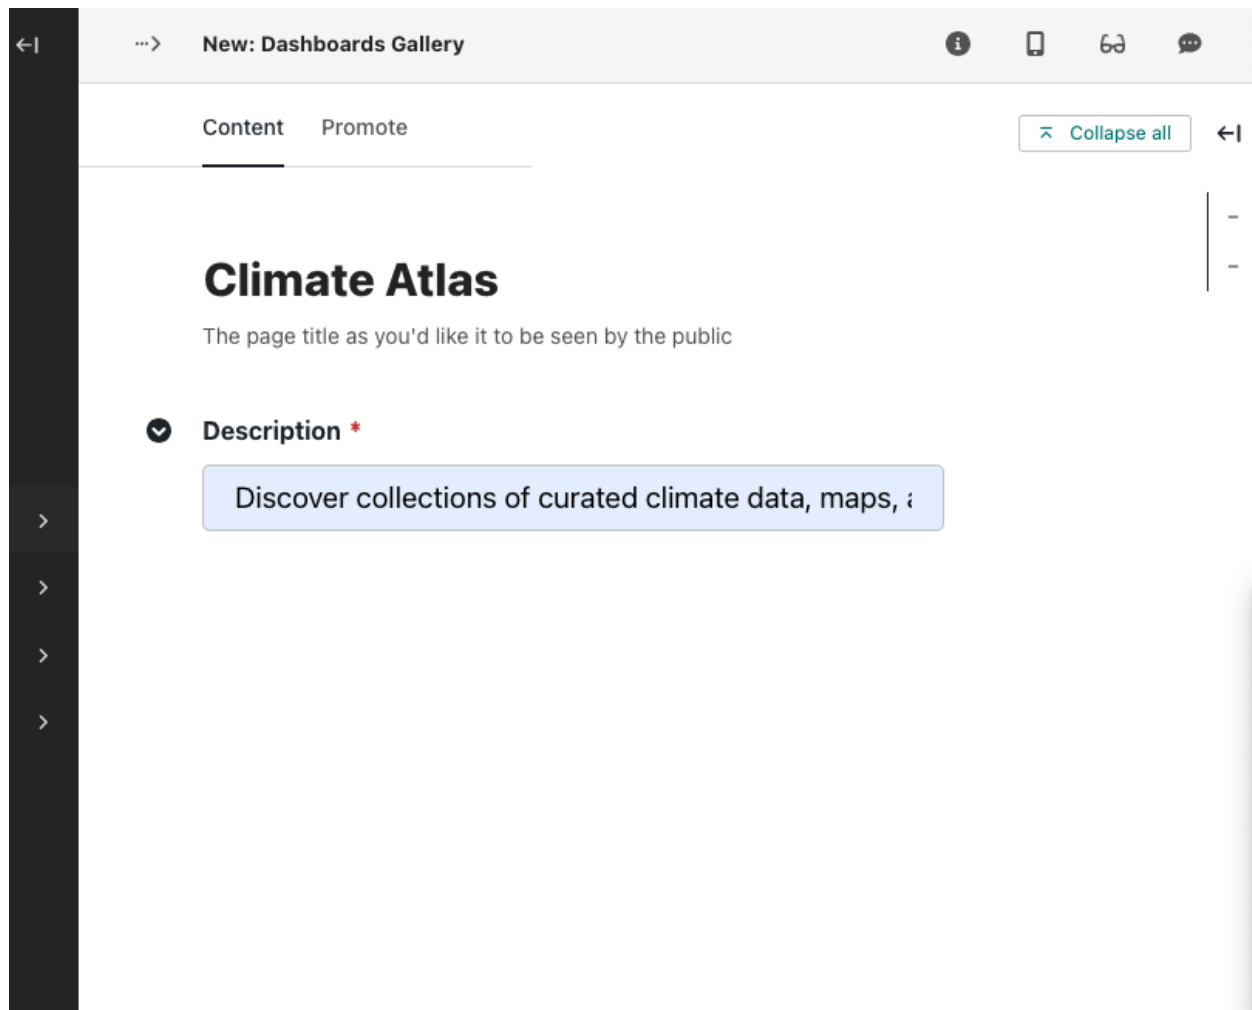 New: Dashboards Gallery
Content Promote
Collapse all
Climate Atlas
The page title as you'd like it to be seen by the public
Description *
Discover collections of curated climate data, maps,